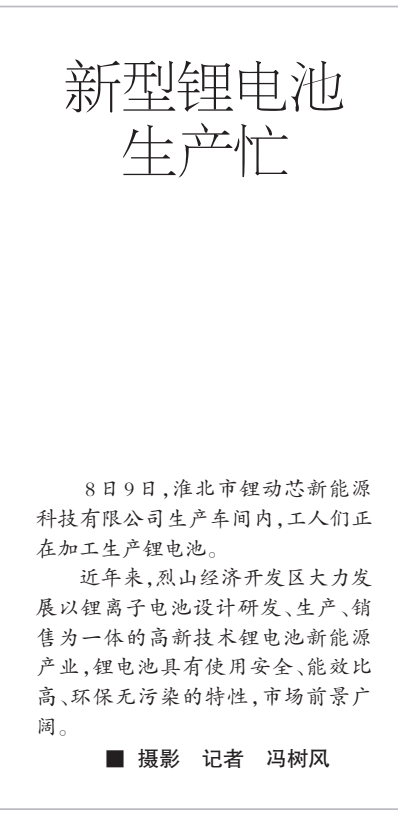 新型锂电池
生产忙
8日9日,淮北市锂动芯新能源
科技有限公司生产车间内,工人们正
在加工生产锂电池。
近年来,烈山经济开发区大力发
展以锂离子电池设计研发、生产、销
售为一体的高新技术锂电池新能源
产业,锂电池具有使用安全、能效比
高、环保无污染的特性,市场前景广
阔。
■ 摄影 记者 冯树风